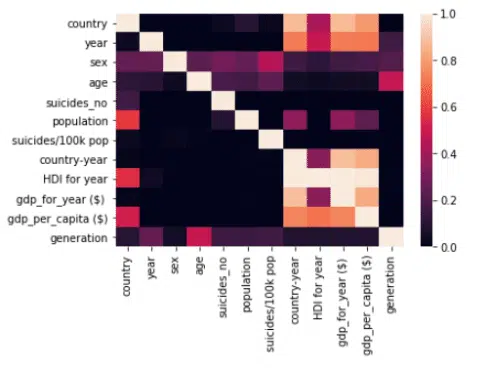 country
year
sex
age
suicides_no
population
suicides/100k pop
country-year
HDI for year
gdp_for_year ($)
gdp_per_capita ($)
generation
1.0
0.8
0.6
0.4
0.2
0.0
country
year
sex
age
suicides_no
population
suicides/100k pop
country-year
HDI for year
gdp_for_year ($)
gdp_per_capita ($)
generation